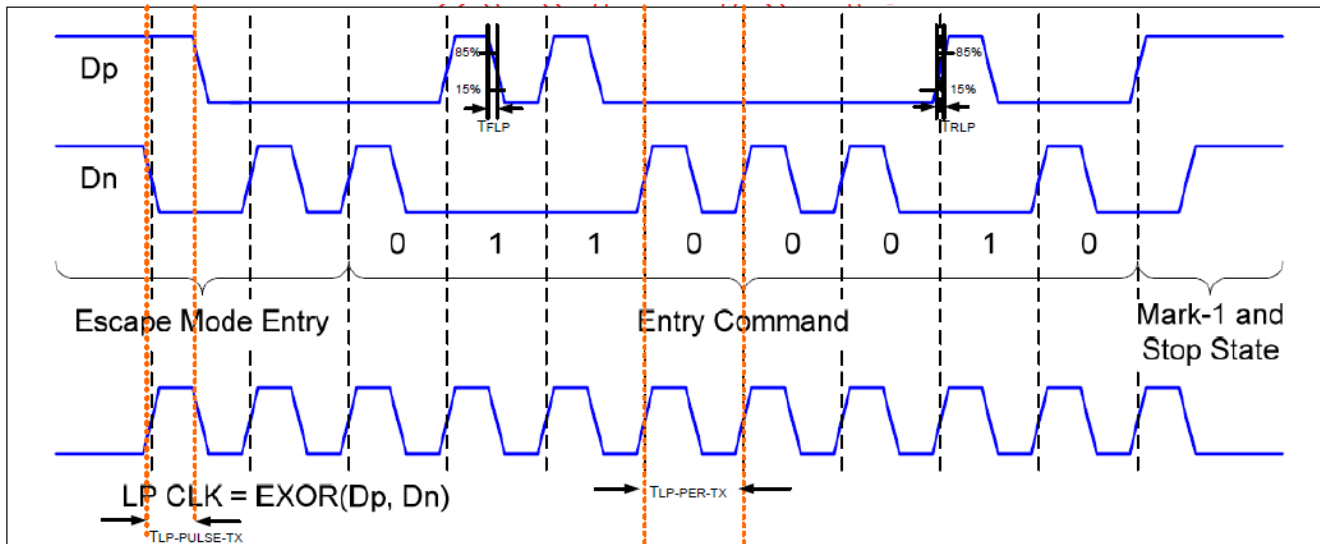 Dp
85%
15%
TFLP
85%
15%
TRLP
Dn
0 1 1 0 0 0 1 0
Escape Mode Entry
Entry Command
Mark-1 and
Stop State
LP CLK = EXOR(Dp, Dn)
TLP-PER-TX
TLP-PULSE-TX